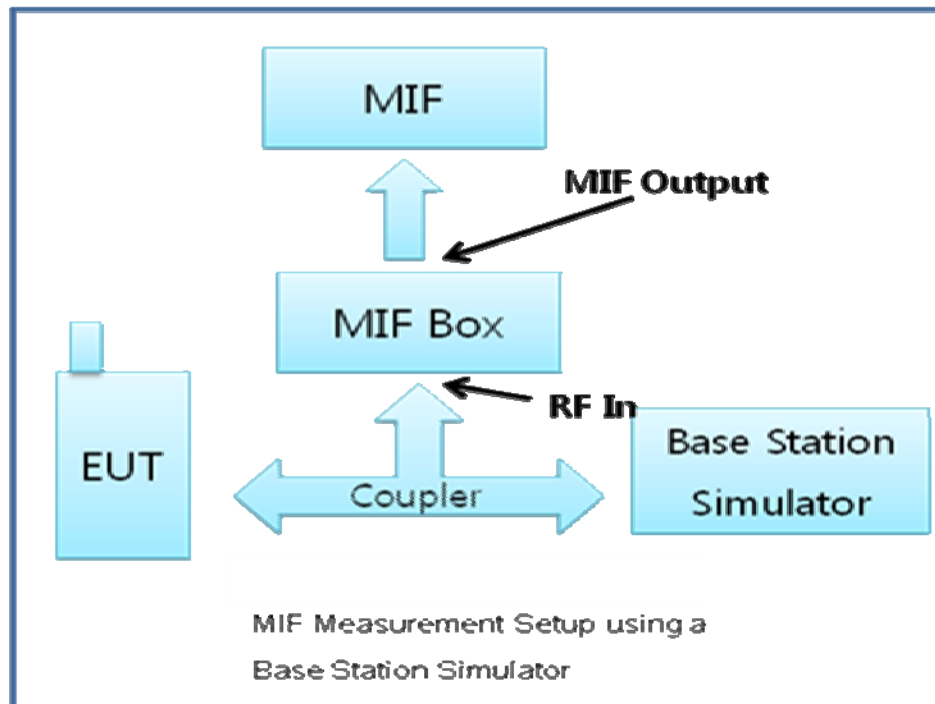 MIF
MIF Output
MIF Box
RF In
EUT
Coupler
Base Station
Simulator
MIF Measurement Setup using a
Base Station Simulator